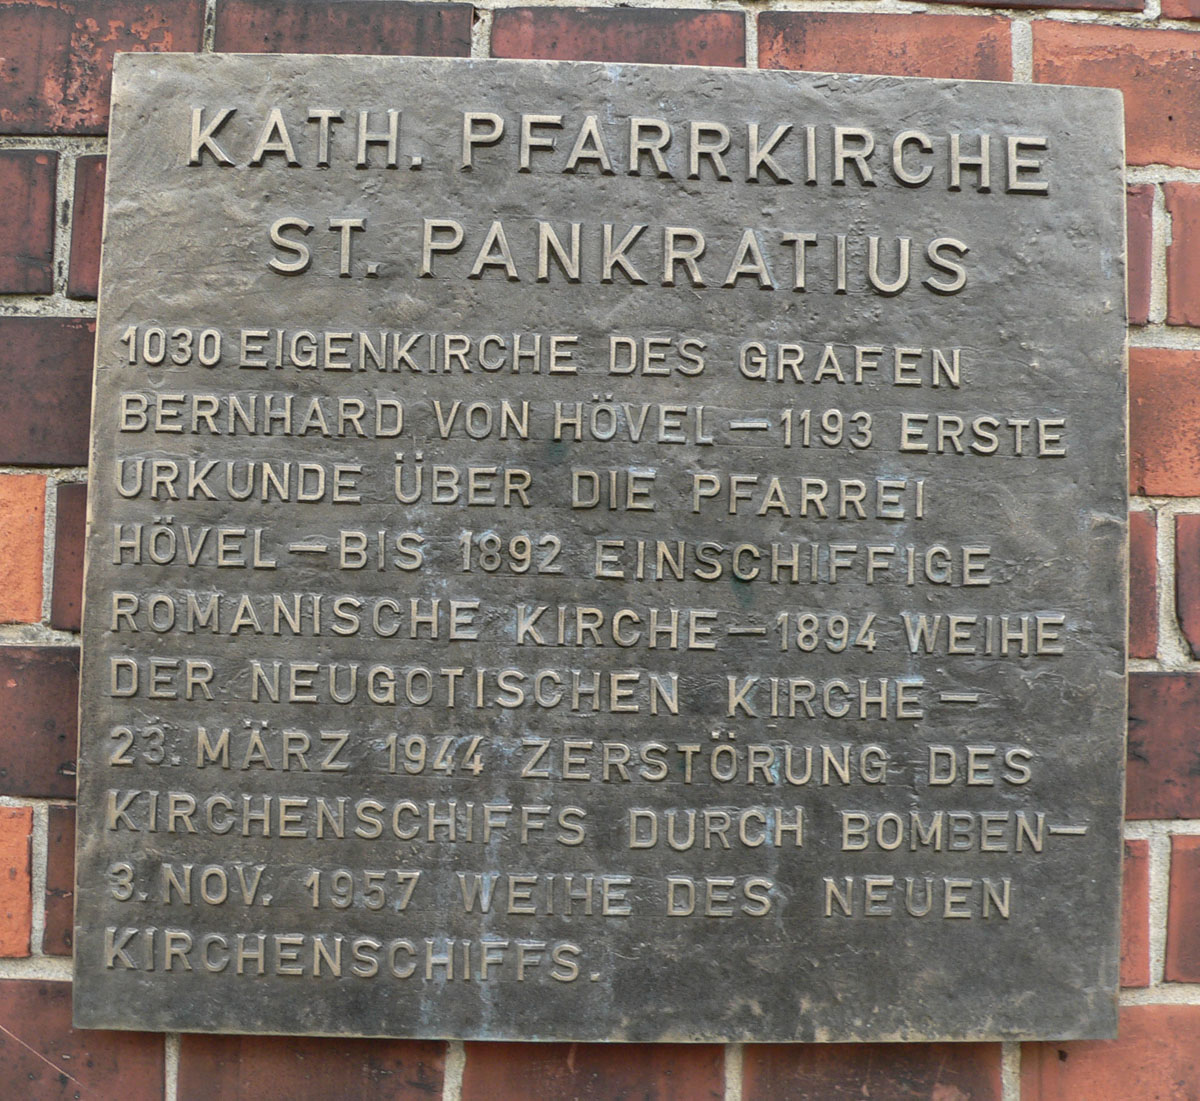 KATH. PFARRKIRCHE
ST. PANKRATIUS
1030 EIGENKIRCHE DES GRAFEN
BERNHARD VON HÖVEL – 1193 ERSTE
URKUNDE ÜBER DIE PFARREI
HÖVEL – BIS 1892 EINSCHIFFIGE
ROMANISCHE KIRCHE – 1894 WEIHE
DER NEUGOTISCHEN KIRCHE –
23. MÄRZ 1944 ZERSTÖRUNG DES
KIRCHENSCHIFFS DURCH BOMBEN –
3. NOV. 1957 WEIHE DES NEUEN
KIRCHENSCHIFFS.